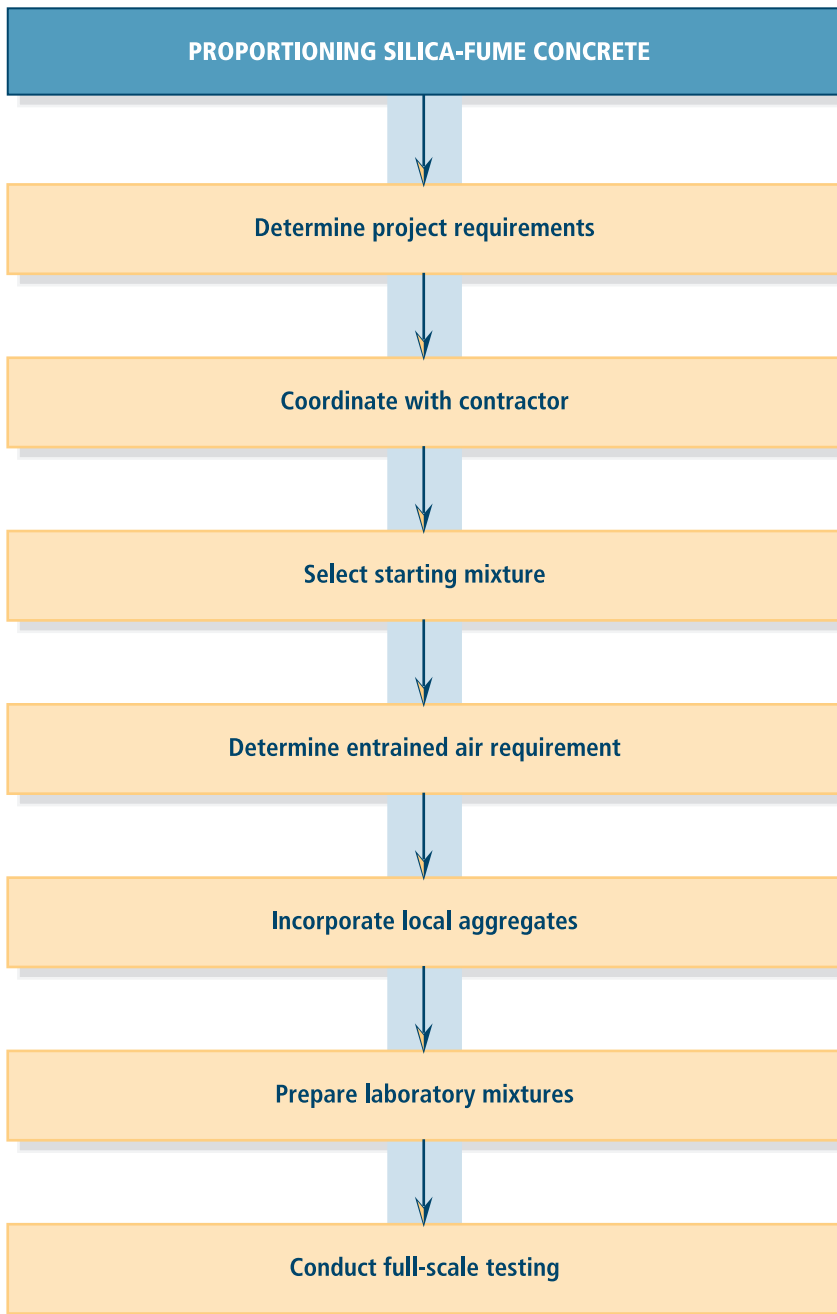 PROPORTIONING SILICA-FUME CONCRETE
Determine project requirements
Coordinate with contractor
Select starting mixture
Determine entrained air requirement
Incorporate local aggregates
Prepare laboratory mixtures
Conduct full-scale testing